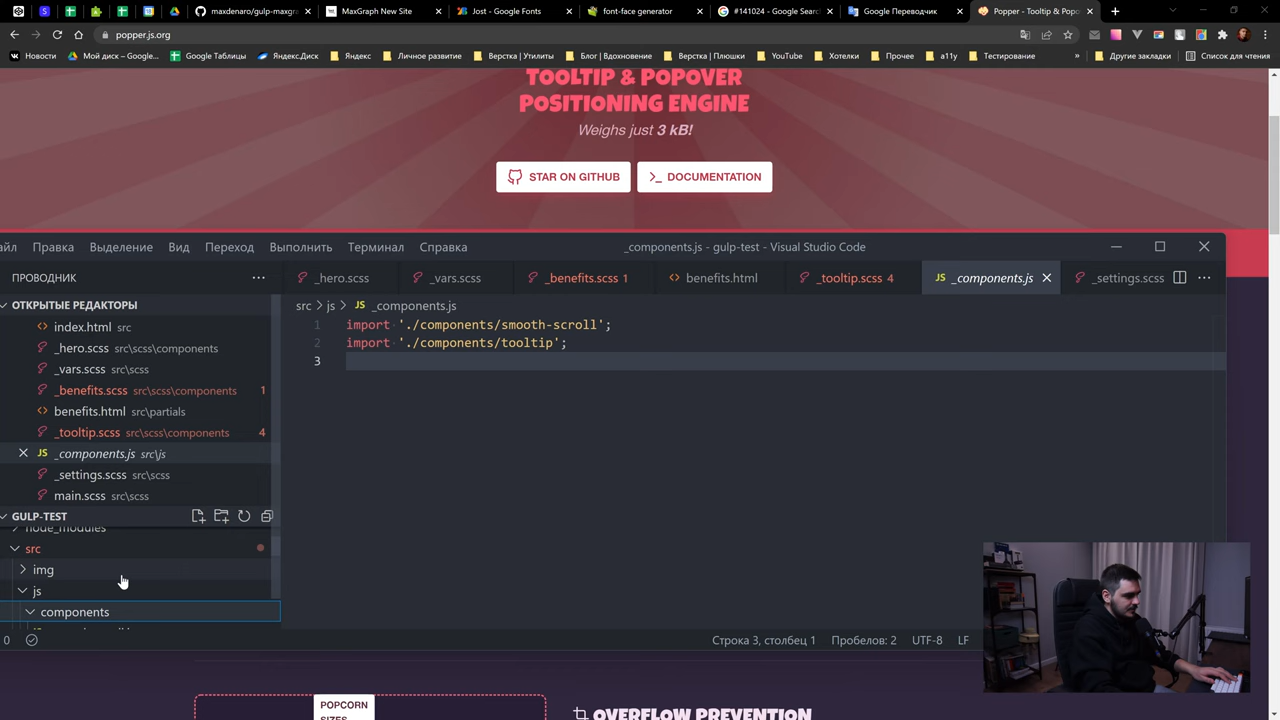 maxdenaro/gulp-maxgr
MaxGraph New Site
Jost - Google Fonts
font-face generator
#141024 - Google Searc
Google Переводчик
Popper - Tooltip & Po
popper.js.org
Новости
Мой диск – Google...
Google Таблицы
Яндекс.Диск
Яндекс
Личное развитие
Верстка | Утилиты
Блог | Вдохновение
Верстка | Плюшки
YouTube
Хотелки
Прочее
a11y
Тестирование
»
Другие закладки
Список для чтения
TOOLTIP & POPOVER
POSITIONING ENGINE
Weighs just 3 kB!
STAR ON GITHUB
DOCUMENTATION
айл Правка Выделение Вид Переход Выполнить Терминал Справка
_components.js - gulp-test - Visual Studio Code
ПРОВОДНИК
_hero.scss
_vars.scss
_benefits.scss 1
benefits.html
_tooltip.scss 4
JS _components.js
_settings.scss
ОТКРЫТЫЕ РЕДАКТОРЫ
index.html src
_hero.scss src\scss\components
_vars.scss src\scss
_benefits.scss src\scss\components 1
benefits.html src\partials
_tooltip.scss src\scss\components 4
JS _components.js src\js
_settings.scss src\scss
main.scss src\scss
GULP-TEST
node_modules
src
img
js
components
src > js > JS _components.js
1 import './components/smooth-scroll';
2 import './components/tooltip';
3
0
Строка 3, столбец 1
Пробелов: 2
UTF-8
LF
POPCORN
SIZES
OVERFLOW PREVENTION